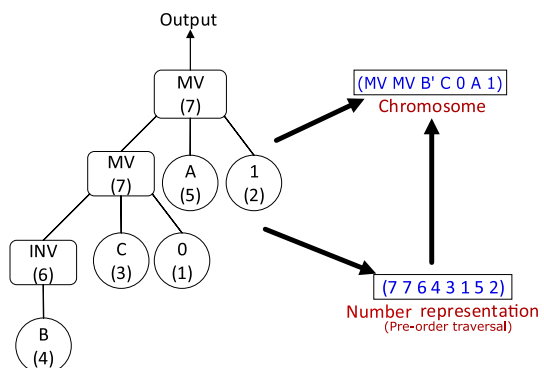 Output
MV
(7)
MV
(7)
A
(5)
1
(2)
INV
(6)
C
(3)
0
(1)
B
(4)
(MV MV B' C 0 A 1)
Chromosome
(7 7 6 4 3 1 5 2)
Number representation
(Pre-order traversal)